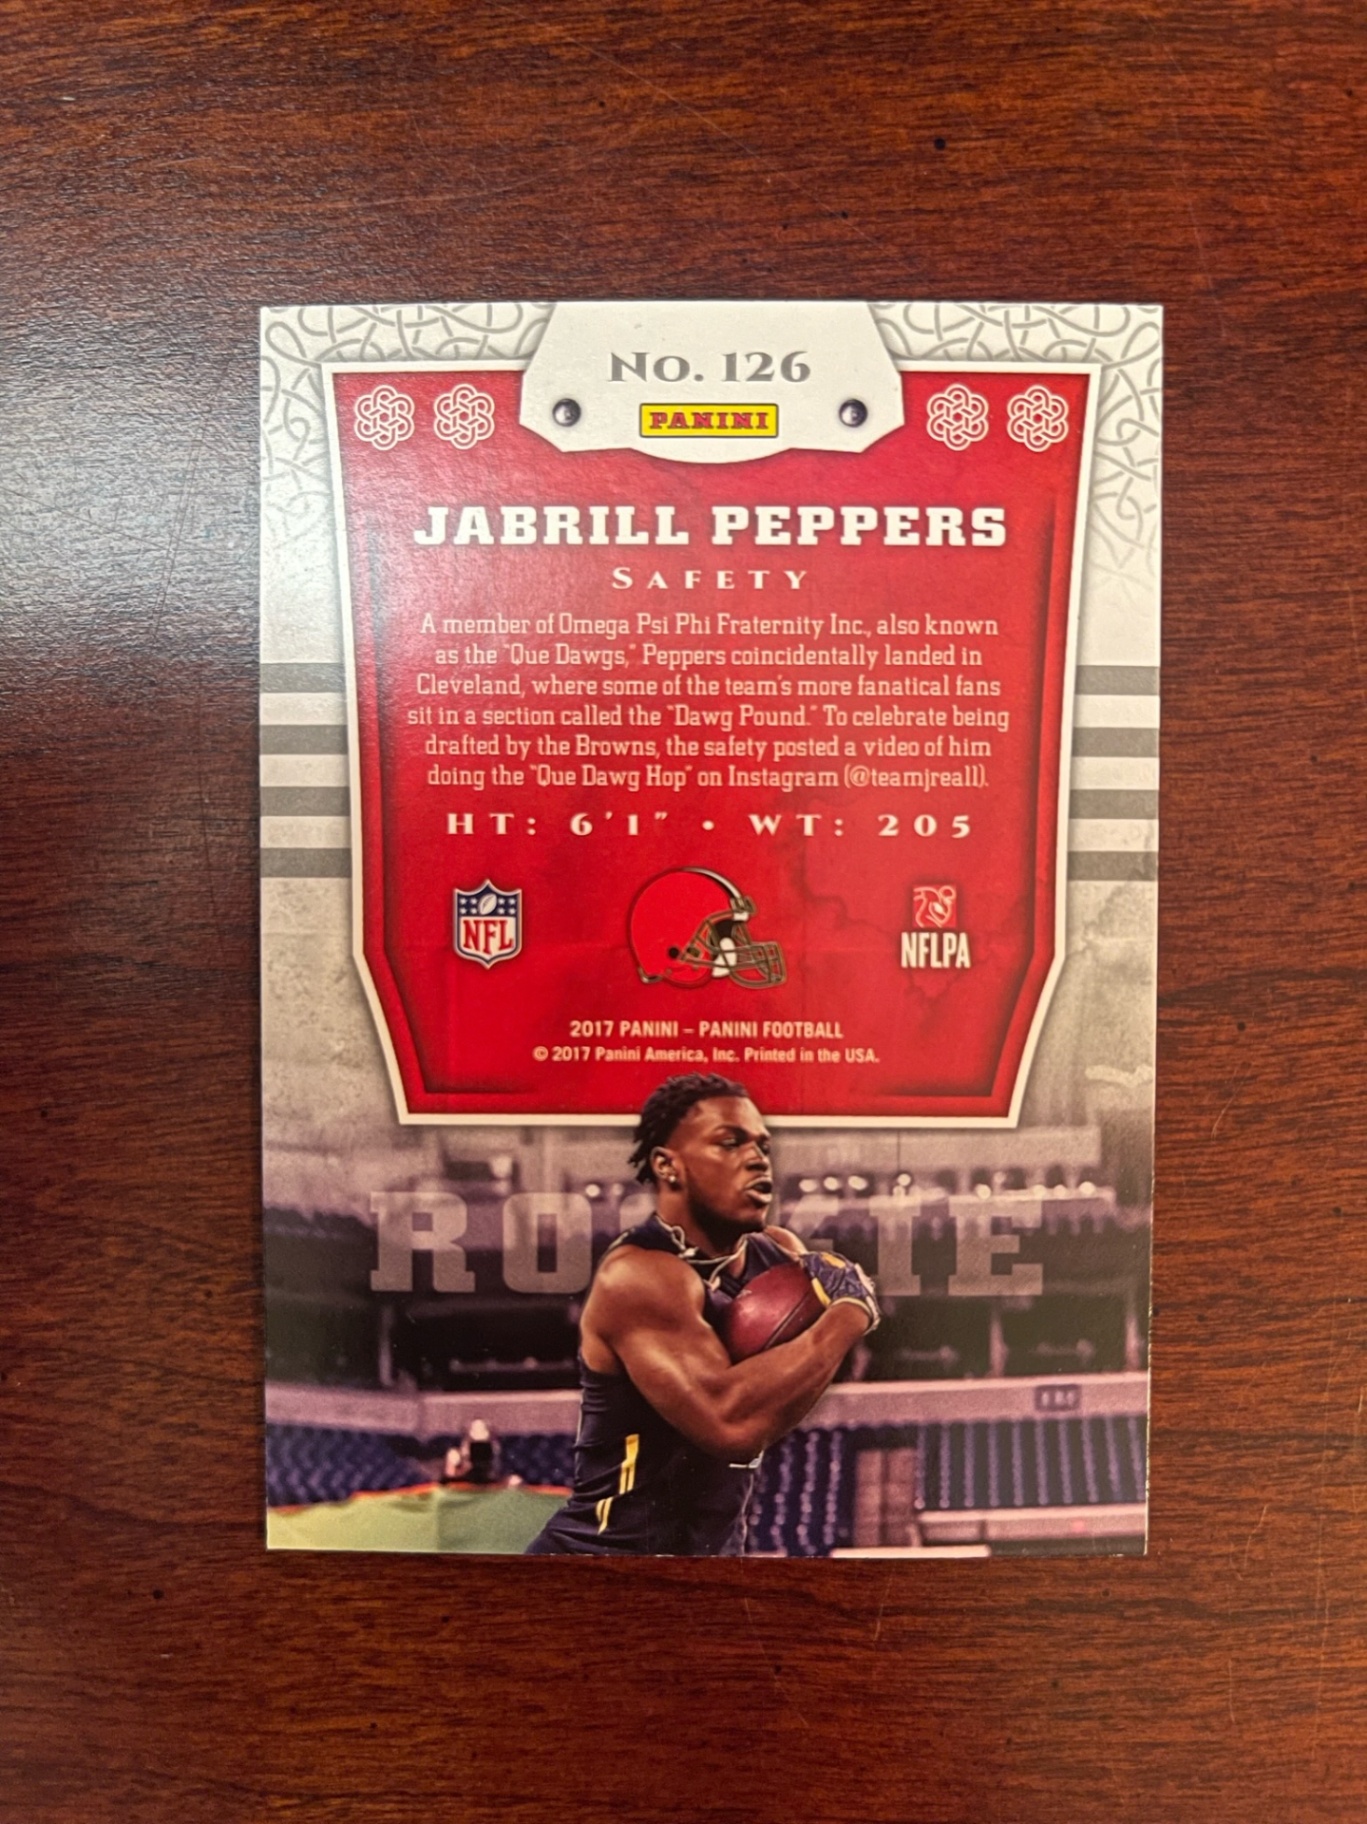 No. 126
PANINI
JABRILL PEPPERS
SAFETY
A member of Omega Psi Phi Fraternity Inc., also known
as the "Que Dawgs," Peppers coincidentally landed in
Cleveland, where some of the team's more fanatical fans
sit in a section called the "Dawg Pound." To celebrate being
drafted by the Browns, the safety posted a video of him
doing the "Que Dawg Hop" on Instagram (@teamjreall).
HT: 6'1" • WT: 205
NFL
NFLPA
2017 PANINI – PANINI FOOTBALL
© 2017 Panini America, Inc. Printed in the USA.
ROOKIE